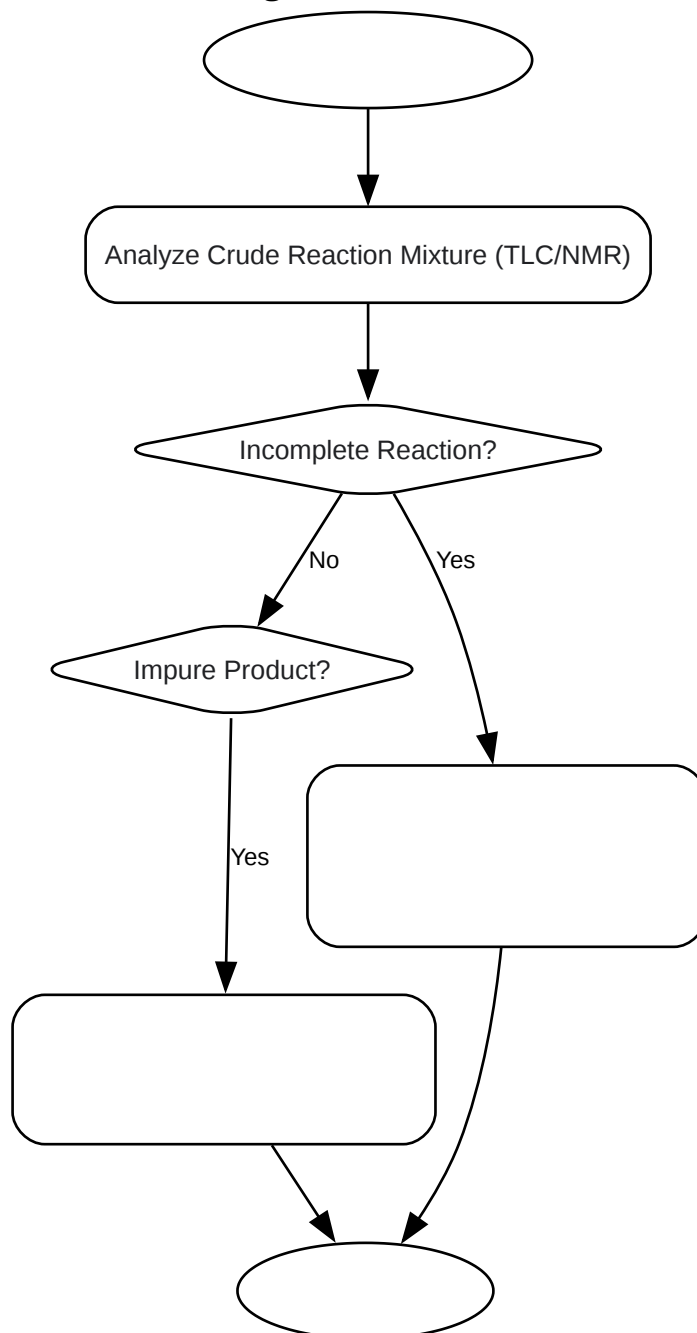 Analyze Crude Reaction Mixture (TLC/NMR)
Incomplete Reaction?
No
Yes
Impure Product?
Yes